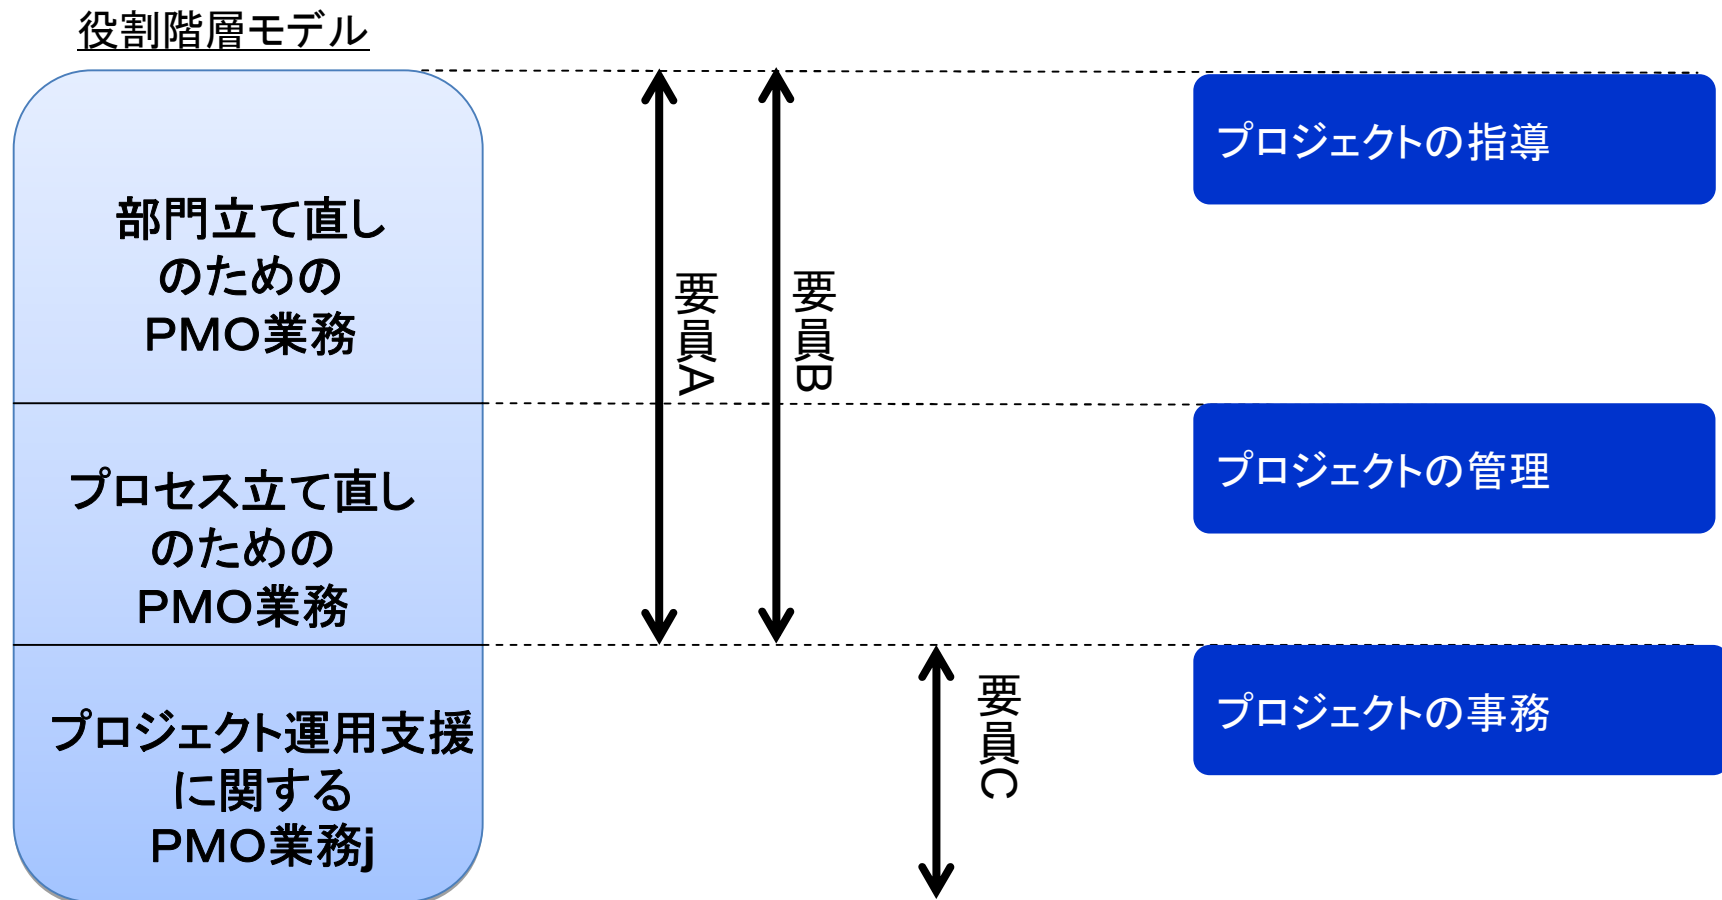 役割階層モデル
部門立て直し
のための
ＰＭＯ業務
プロセス立て直し
のための
ＰＭＯ業務
プロジェクト運用支援
に関する
ＰＭＯ業務j
要員A
要員B
要員C
プロジェクトの指導
プロジェクトの管理
プロジェクトの事務